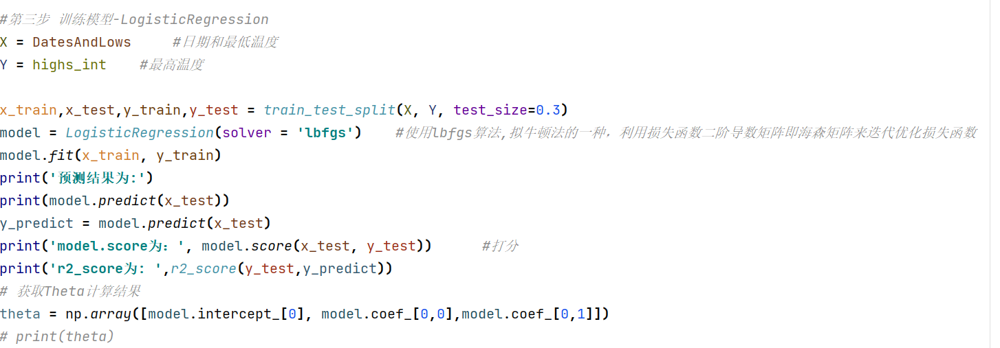 #第三步 训练模型-LogisticRegression
X = DatesAndLows     #日期和最低温度
Y = highs_int    #最高温度
x_train,x_test,y_train,y_test = train_test_split(X, Y, test_size=0.3)
model = LogisticRegression(solver = 'lbfgs')    #使用lbfgs算法,拟牛顿法的一种，利用损失函数二阶导数矩阵即海森矩阵来迭代优化损失函数
model.fit(x_train, y_train)
print('预测结果为:')
print(model.predict(x_test))
y_predict = model.predict(x_test)
print('model.score为：', model.score(x_test, y_test))      #打分
print('r2_score为: ',r2_score(y_test,y_predict))
# 获取Theta计算结果
theta = np.array([model.intercept_[0], model.coef_[0,0],model.coef_[0,1]])
# print(theta)